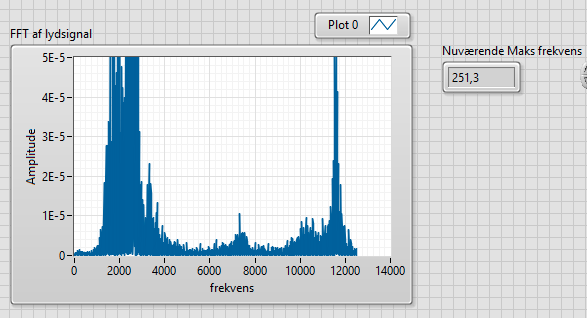 Plot 0
FFT af lydsignal
Nuværende Maks frekvens
251,3
5E-5
4E-5
3E-5
2E-5
1E-5
0
Amplitude
0 2000 4000 6000 8000 10000 12000 14000
frekvens